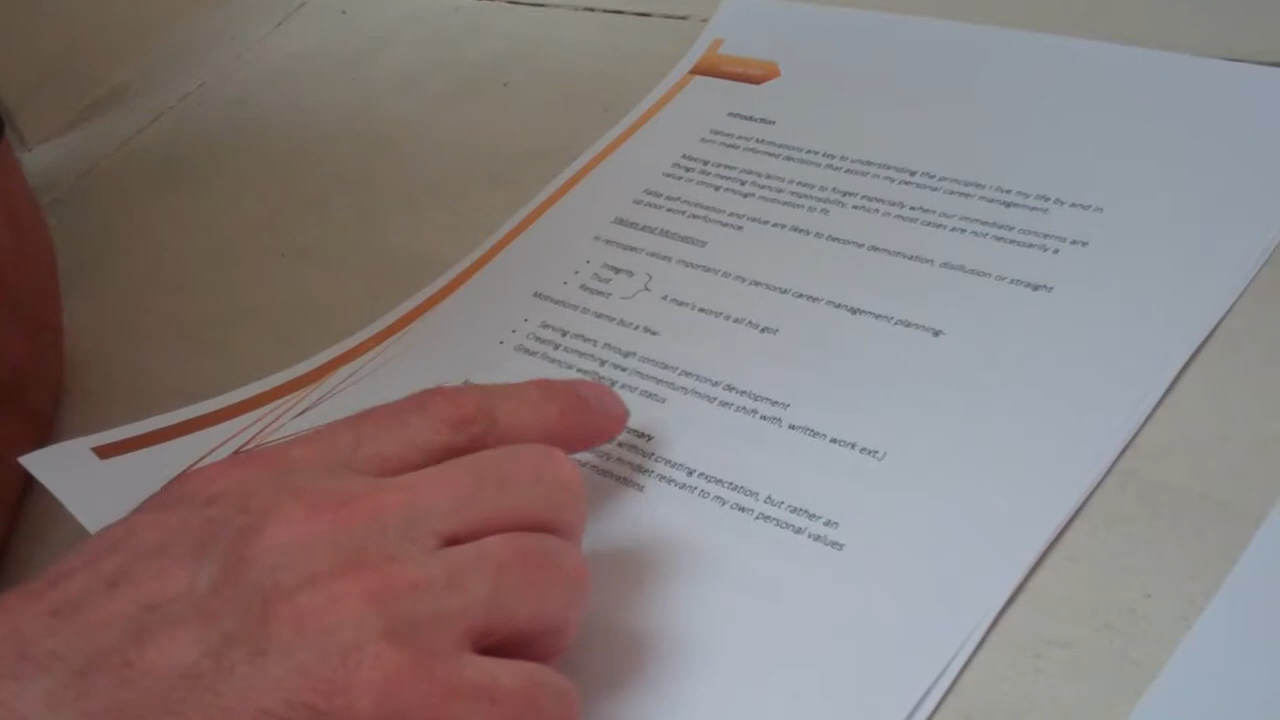 Introduction
Values and Motivations are key to understanding the principles I live my life by and in
turn make informed decisions that assist in my personal career management.
Making career plans/aims is easy to forget especially when our immediate concerns are
things like meeting financial responsibility, which in most cases are not necessarily a
value or strong enough motivation to fit.
False self-motivation and value are likely to become demotivation, disillusion or straight
up poor work performance.
Values and Motivations
In retrospect values, important to my personal career management planning-
• Integrity
• Trust
• Respect
A man's word is all his got
Motivations to name but a few-
• Serving others, through constant personal development
• Creating something new (momentum/mind set shift with, written work ext.)
• Great financial wellbeing and status
without creating expectation, but rather an
mindset relevant to my own personal values
motivations.